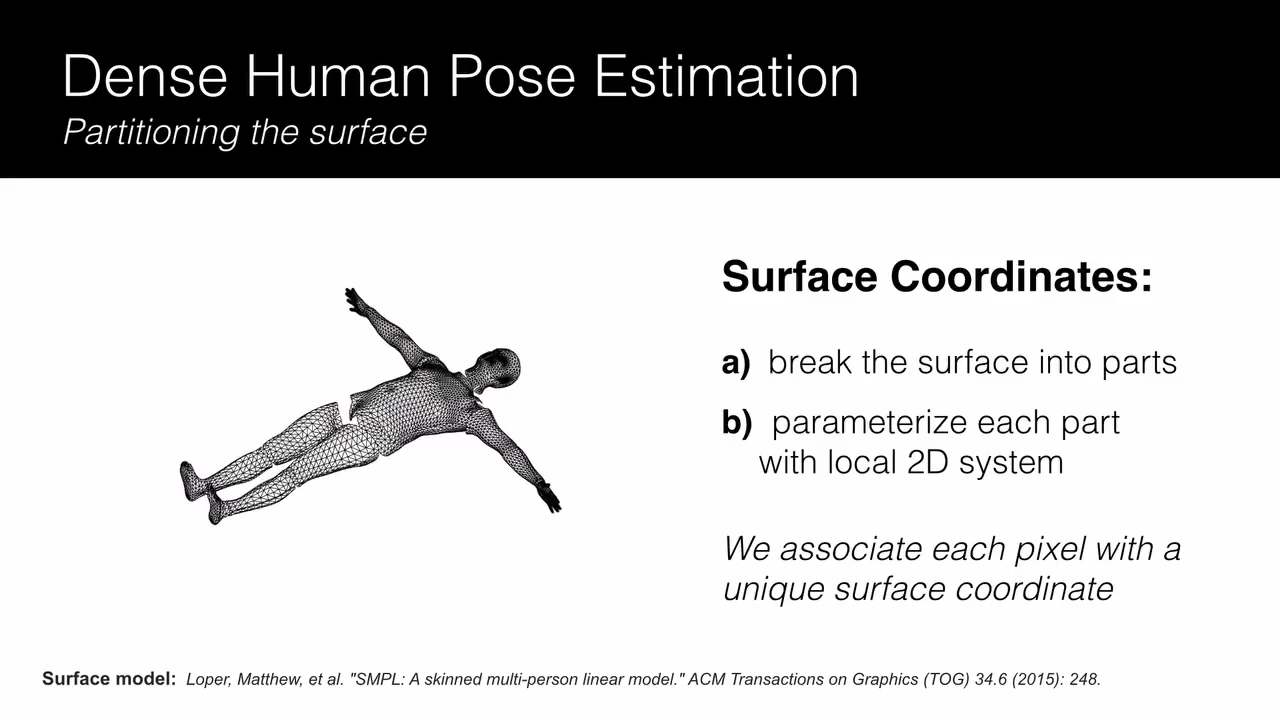 Dense Human Pose Estimation
Partitioning the surface
Surface Coordinates:
a) break the surface into parts
b) parameterize each part
with local 2D system
We associate each pixel with a
unique surface coordinate
Surface model: Loper, Matthew, et al. "SMPL: A skinned multi-person linear model." ACM Transactions on Graphics (TOG) 34.6 (2015): 248.